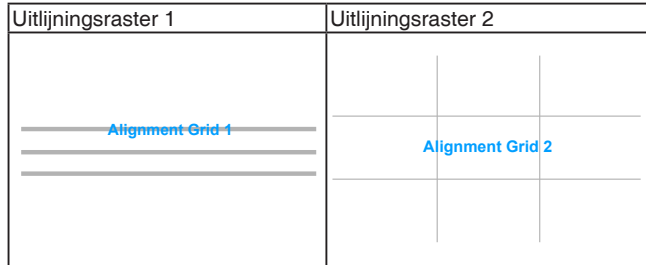 Uitlijningsraster 1
Uitlijningsraster 2
Alignment Grid 1
Alignment Grid 2